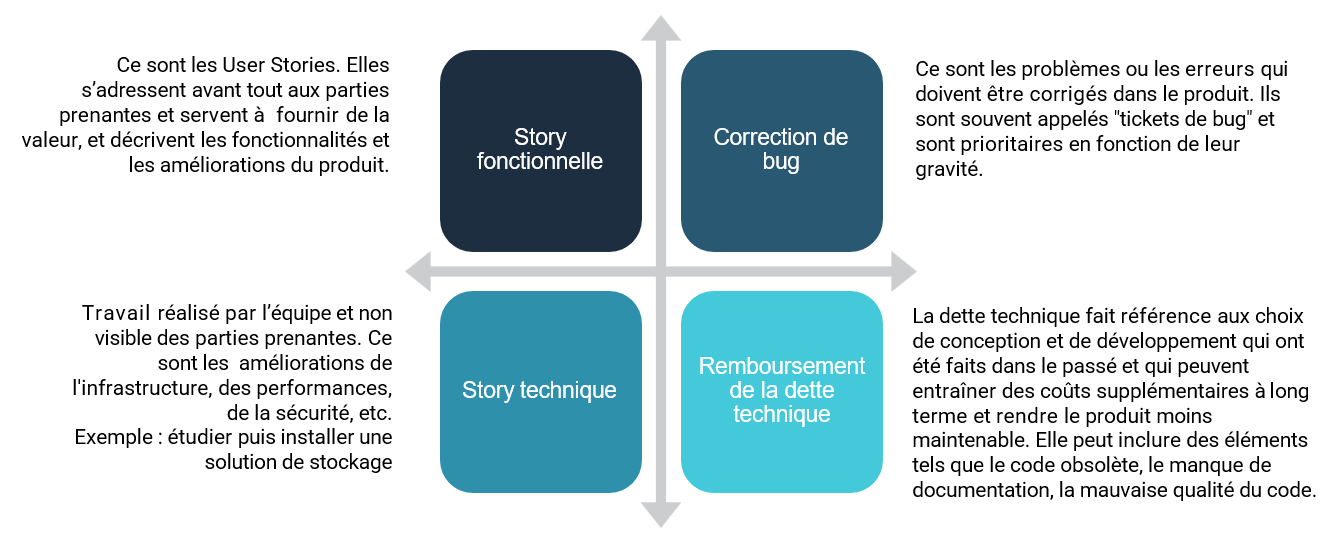 Ce sont les User Stories. Elles
s’adressent avant tout aux parties
prenantes et servent à  fournir de la
valeur, et décrivent les fonctionnalités et
les améliorations du produit.
Story
fonctionnelle
Correction de
bug
Ce sont les problèmes ou les erreurs qui
doivent être corrigés dans le produit. Ils
sont souvent appelés "tickets de bug" et
sont prioritaires en fonction de leur
gravité.
Travail réalisé par l’équipe et non
visible des parties prenantes. Ce
sont les  améliorations de
l'infrastructure, des performances,
de la sécurité, etc.
Exemple : étudier puis installer une
solution de stockage
Story technique
Remboursement
de la dette
technique
La dette technique fait référence aux choix
de conception et de développement qui ont
été faits dans le passé et qui peuvent
entraîner des coûts supplémentaires à long
terme et rendre le produit moins
maintenable. Elle peut inclure des éléments
tels que le code obsolète, le manque de
documentation, la mauvaise qualité du code.